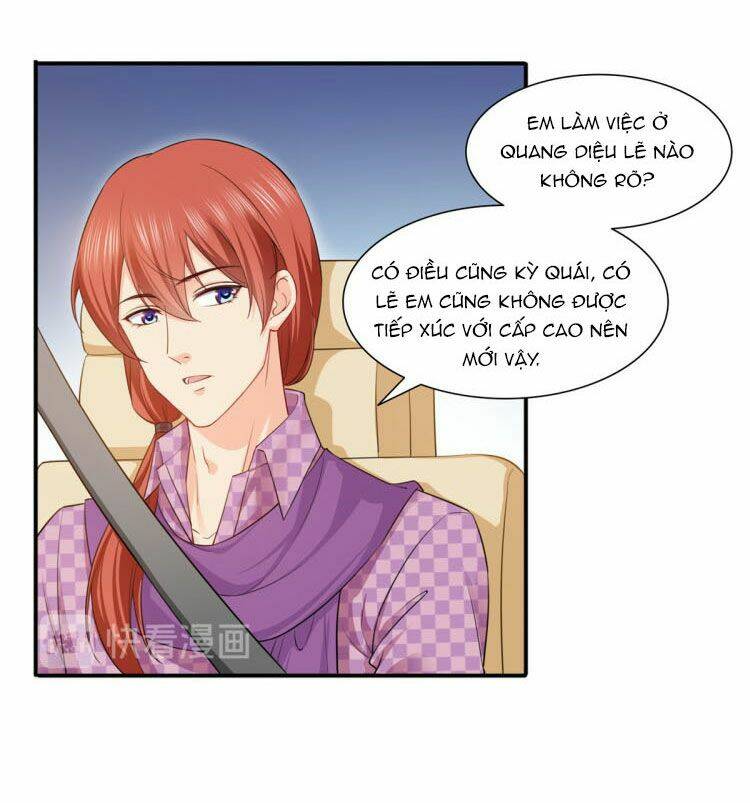 EM LÀM VIỆC Ở
QUANG DIỆU LẼ NÀO
KHÔNG RÕ?
CÓ ĐIỀU CŨNG KỲ QUÁI, CÓ
LẼ EM CŨNG KHÔNG ĐƯỢC
TIẾP XÚC VỚI CẤP CAO NÊN
MỚI VẬY.
快看漫画